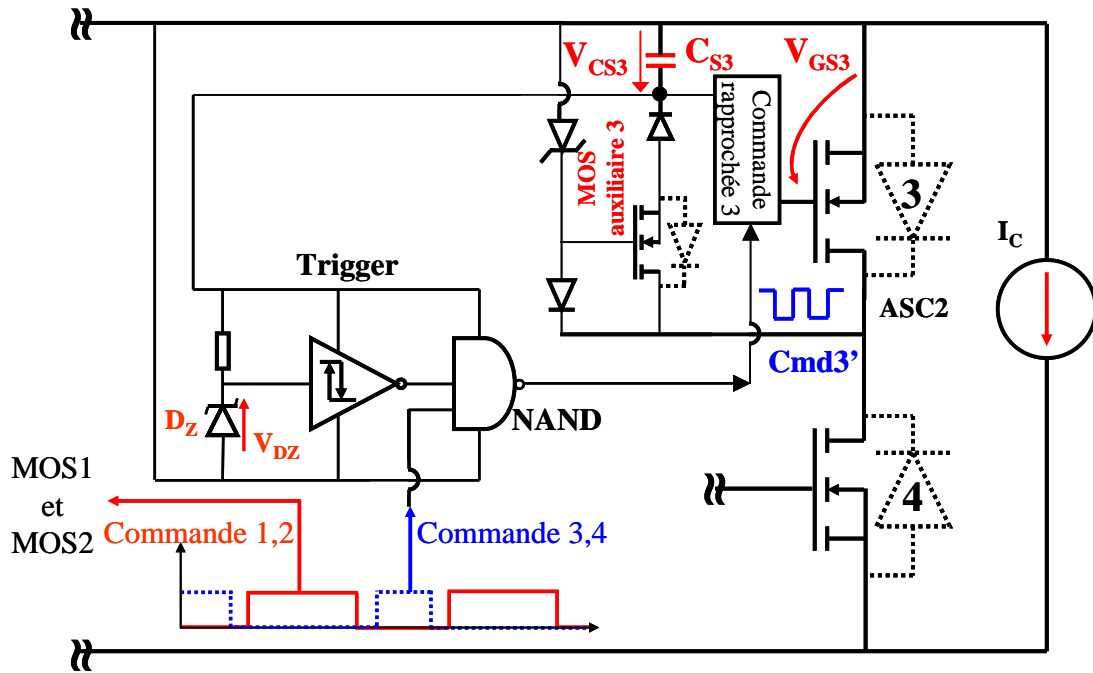 V_CS3
C_S3
V_GS3
Commande
rapprochée 3
MOS
auxiliaire 3
3
I_C
Trigger
ASC2
Cmd3'
D_Z
V_DZ
NAND
MOS1
et
MOS2
Commande 1,2
Commande 3,4
4